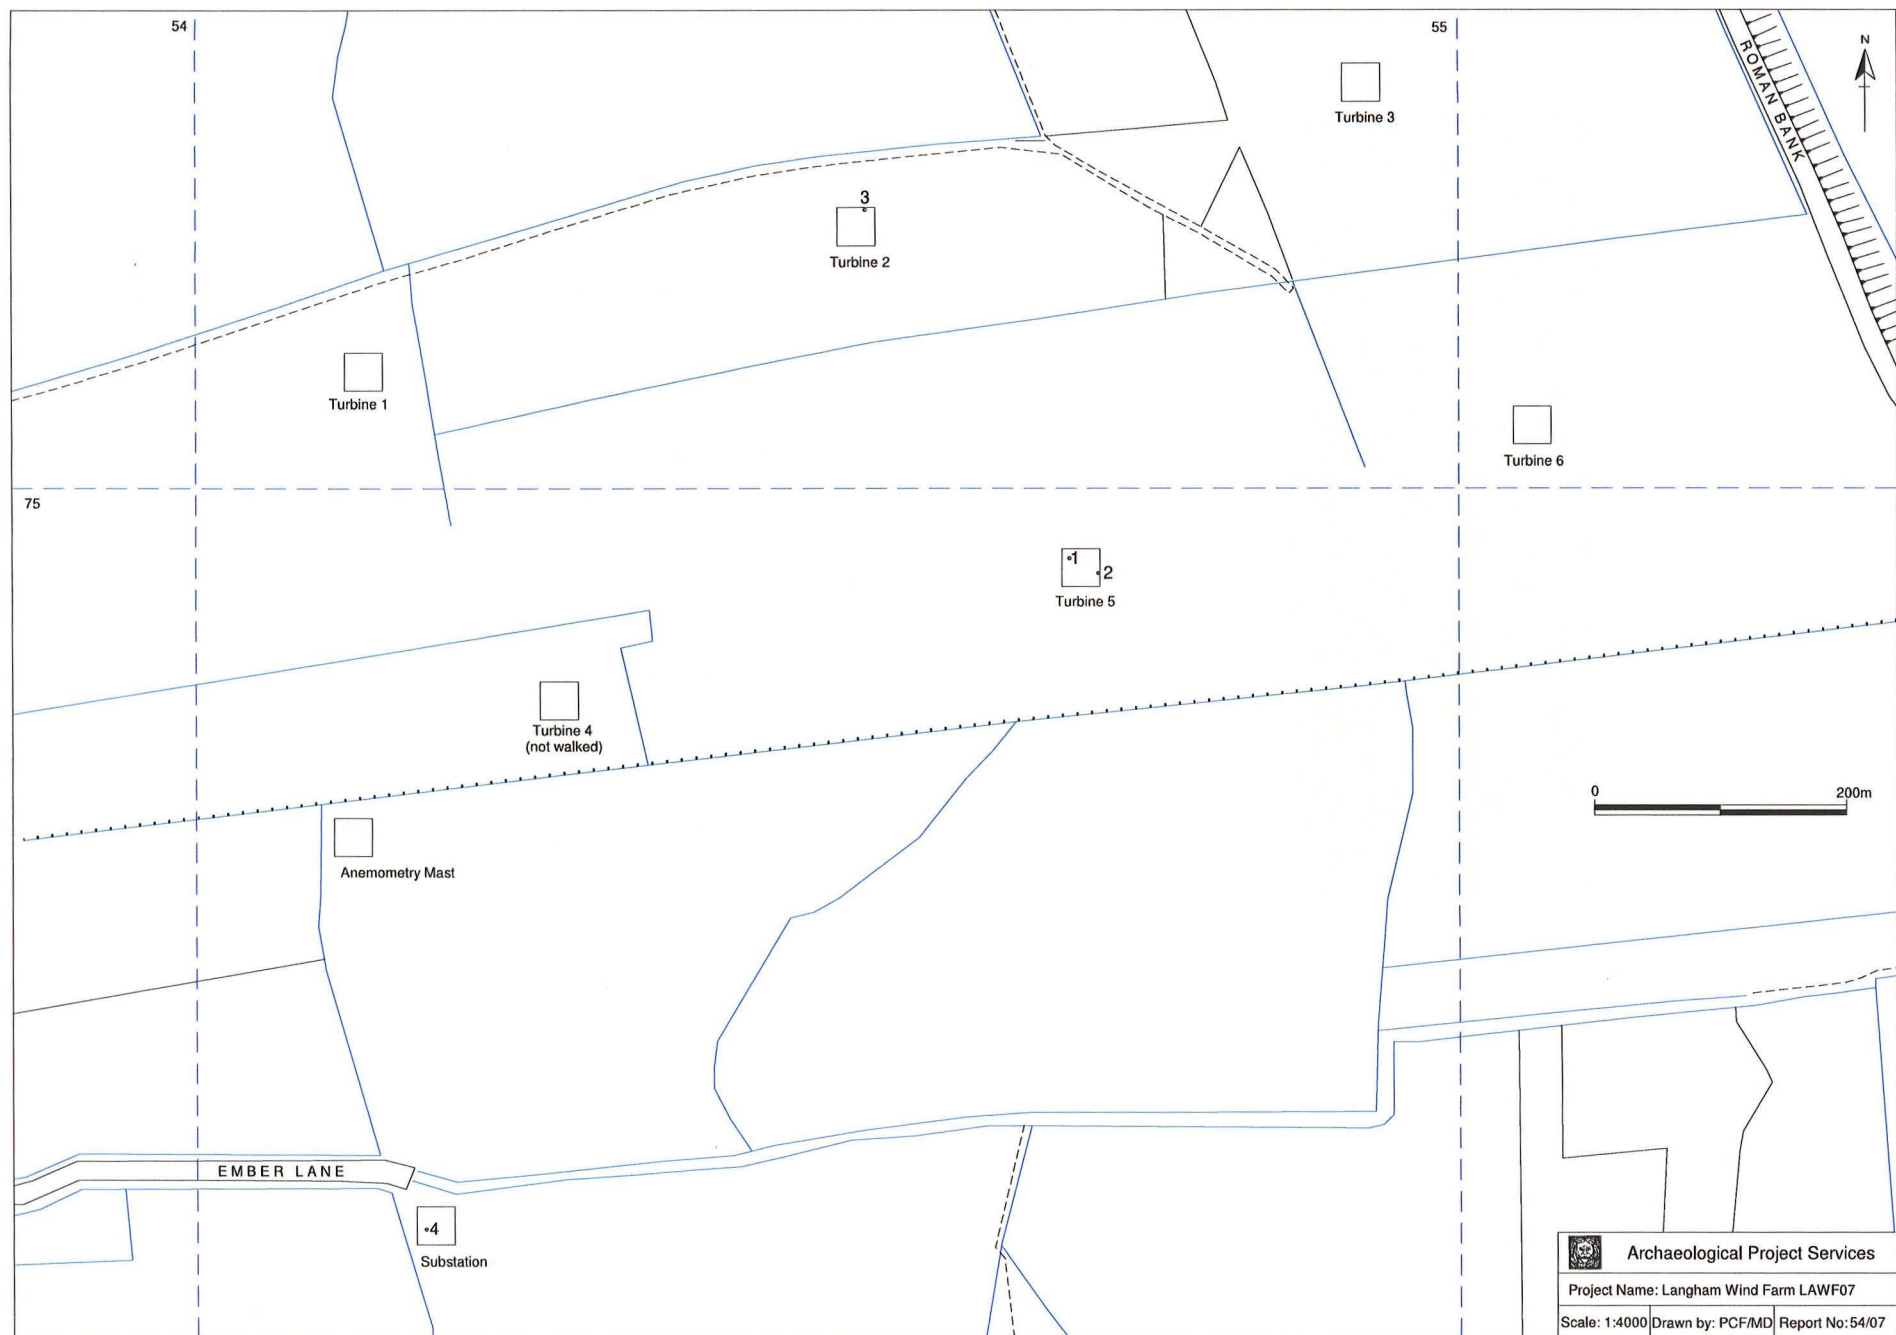 54
55
N
ROMAN BANK
Turbine 3
3
Turbine 2
Turbine 1
Turbine 6
75
1
2
Turbine 5
Turbine 4
(not walked)
0
200m
Anemometry Mast
EMBER LANE
4
Substation
Archaeological Project Services
Project Name: Langham Wind Farm LAWF07
Scale: 1:4000 Drawn by: PCF/MD Report No: 54/07